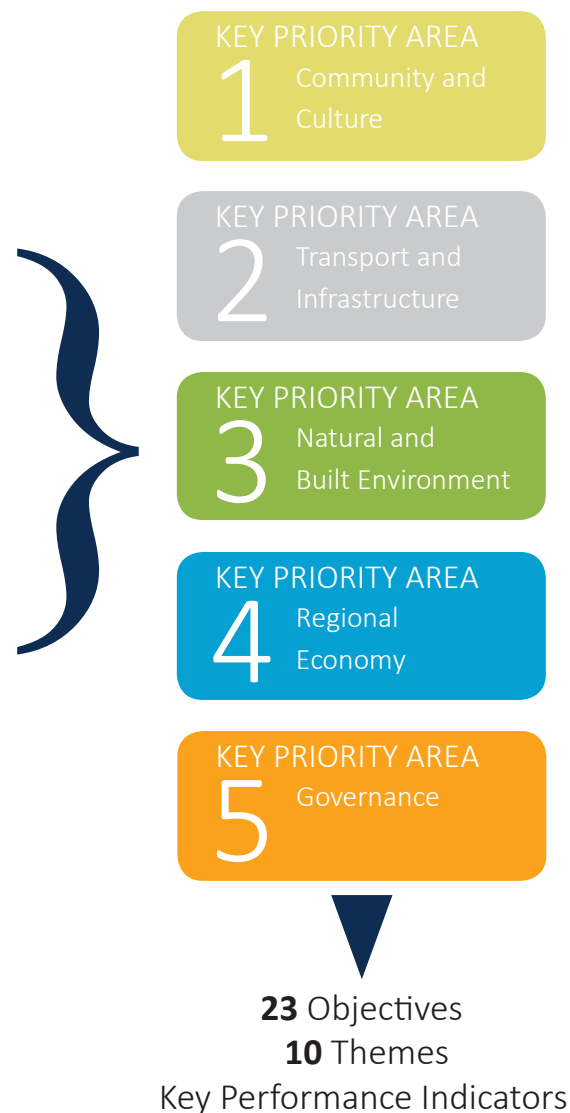 KEY PRIORITY AREA
1 Community and
Culture
KEY PRIORITY AREA
2 Transport and
Infrastructure
KEY PRIORITY AREA
3 Natural and
Built Environment
KEY PRIORITY AREA
4 Regional
Economy
KEY PRIORITY AREA
5 Governance
23 Objectives
10 Themes
Key Performance Indicators